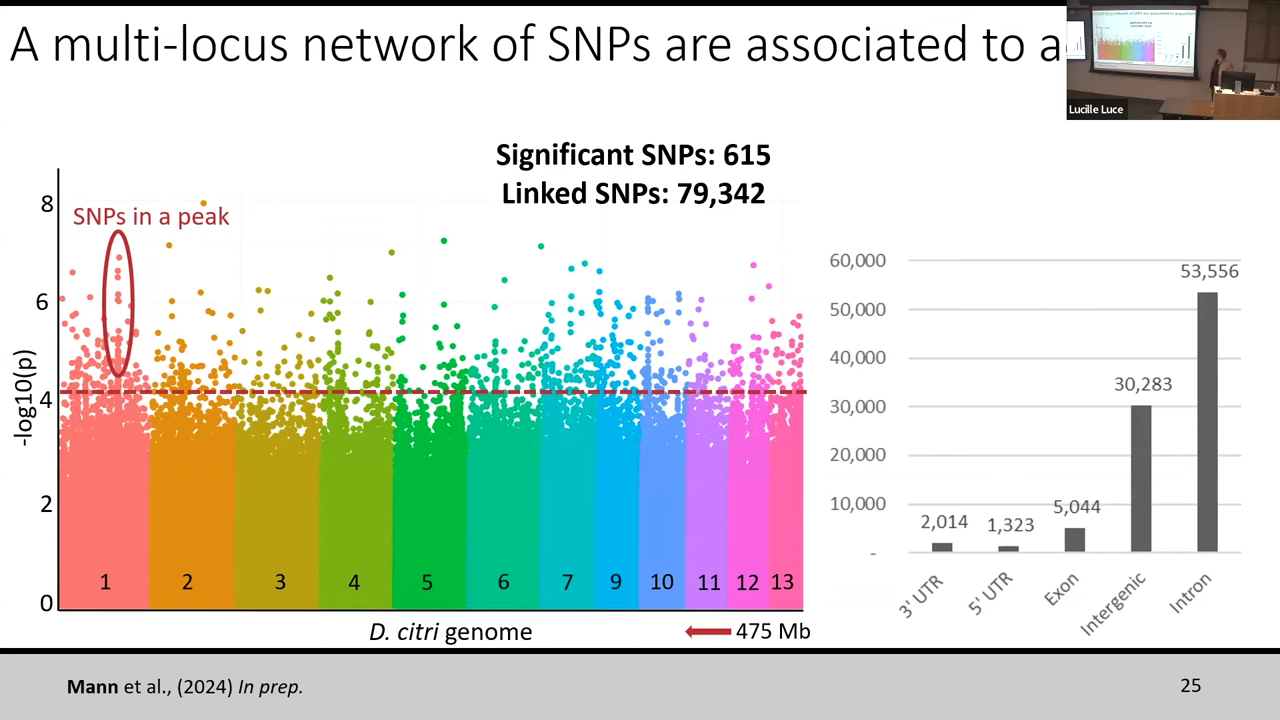 A multi-locus network of SNPs are associated to a
Lucille Luce
Significant SNPs: 615
Linked SNPs: 79,342
SNPs in a peak
8
6
4
2
0
-log10(p)
1 2 3 4 5 6 7 9 10 11 12 13
D. citri genome
475 Mb
60,000
50,000
40,000
30,000
20,000
10,000
-
2,014
1,323
5,044
30,283
53,556
3' UTR
5' UTR
Exon
Intergenic
Intron
Mann et al., (2024) In prep.
25